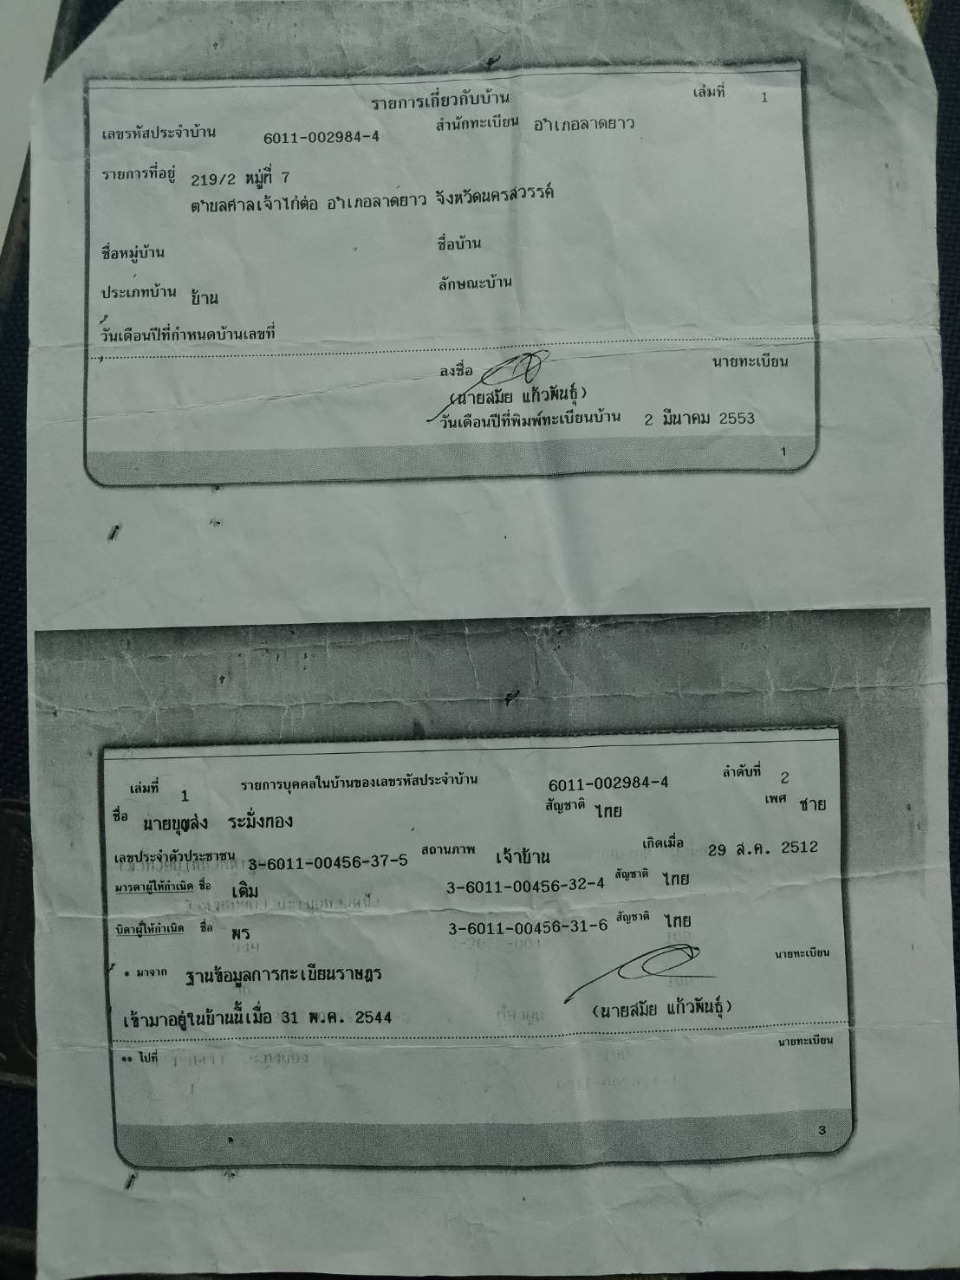 รายการเกี่ยวกับบ้าน เล่มที่ 1
เลขรหัสประจำบ้าน 6011-002984-4 สำนักทะเบียน อำเภอลาดยาว
รายการที่อยู่ 219/2 หมู่ที่ 7
ตำบลศาลเจ้าไก่ต่อ อำเภอลาดยาว จังหวัดนครสวรรค์
ชื่อหมู่บ้าน ชื่อบ้าน
ประเภทบ้าน บ้าน ลักษณะบ้าน
วันเดือนปีที่กำหนดบ้านเลขที่
ลงชื่อ นายทะเบียน
(นายสมัย แก้วพันธุ์)
วันเดือนปีที่พิมพ์ทะเบียนบ้าน 2 มีนาคม 2553
1
เล่มที่ 1 รายการบุคคลในบ้านของเลขรหัสประจำบ้าน 6011-002984-4 ลำดับที่ 2
ชื่อ นายบุญส่ง ระมั่งทอง สัญชาติ ไทย เพศ ชาย
เลขประจำตัวประชาชน 3-6011-00456-37-5 สถานภาพ เจ้าบ้าน เกิดเมื่อ 29 ส.ค. 2512
มารดาผู้ให้กำเนิด ชื่อ เติม 3-6011-00456-32-4 สัญชาติ ไทย
บิดาผู้ให้กำเนิด ชื่อ พร 3-6011-00456-31-6 สัญชาติ ไทย
* มาจาก ฐานข้อมูลการทะเบียนราษฎร นายทะเบียน
เข้ามาอยู่ในบ้านนี้เมื่อ 31 พ.ค. 2544 (นายสมัย แก้วพันธุ์)
** ไปที่ นายทะเบียน
3